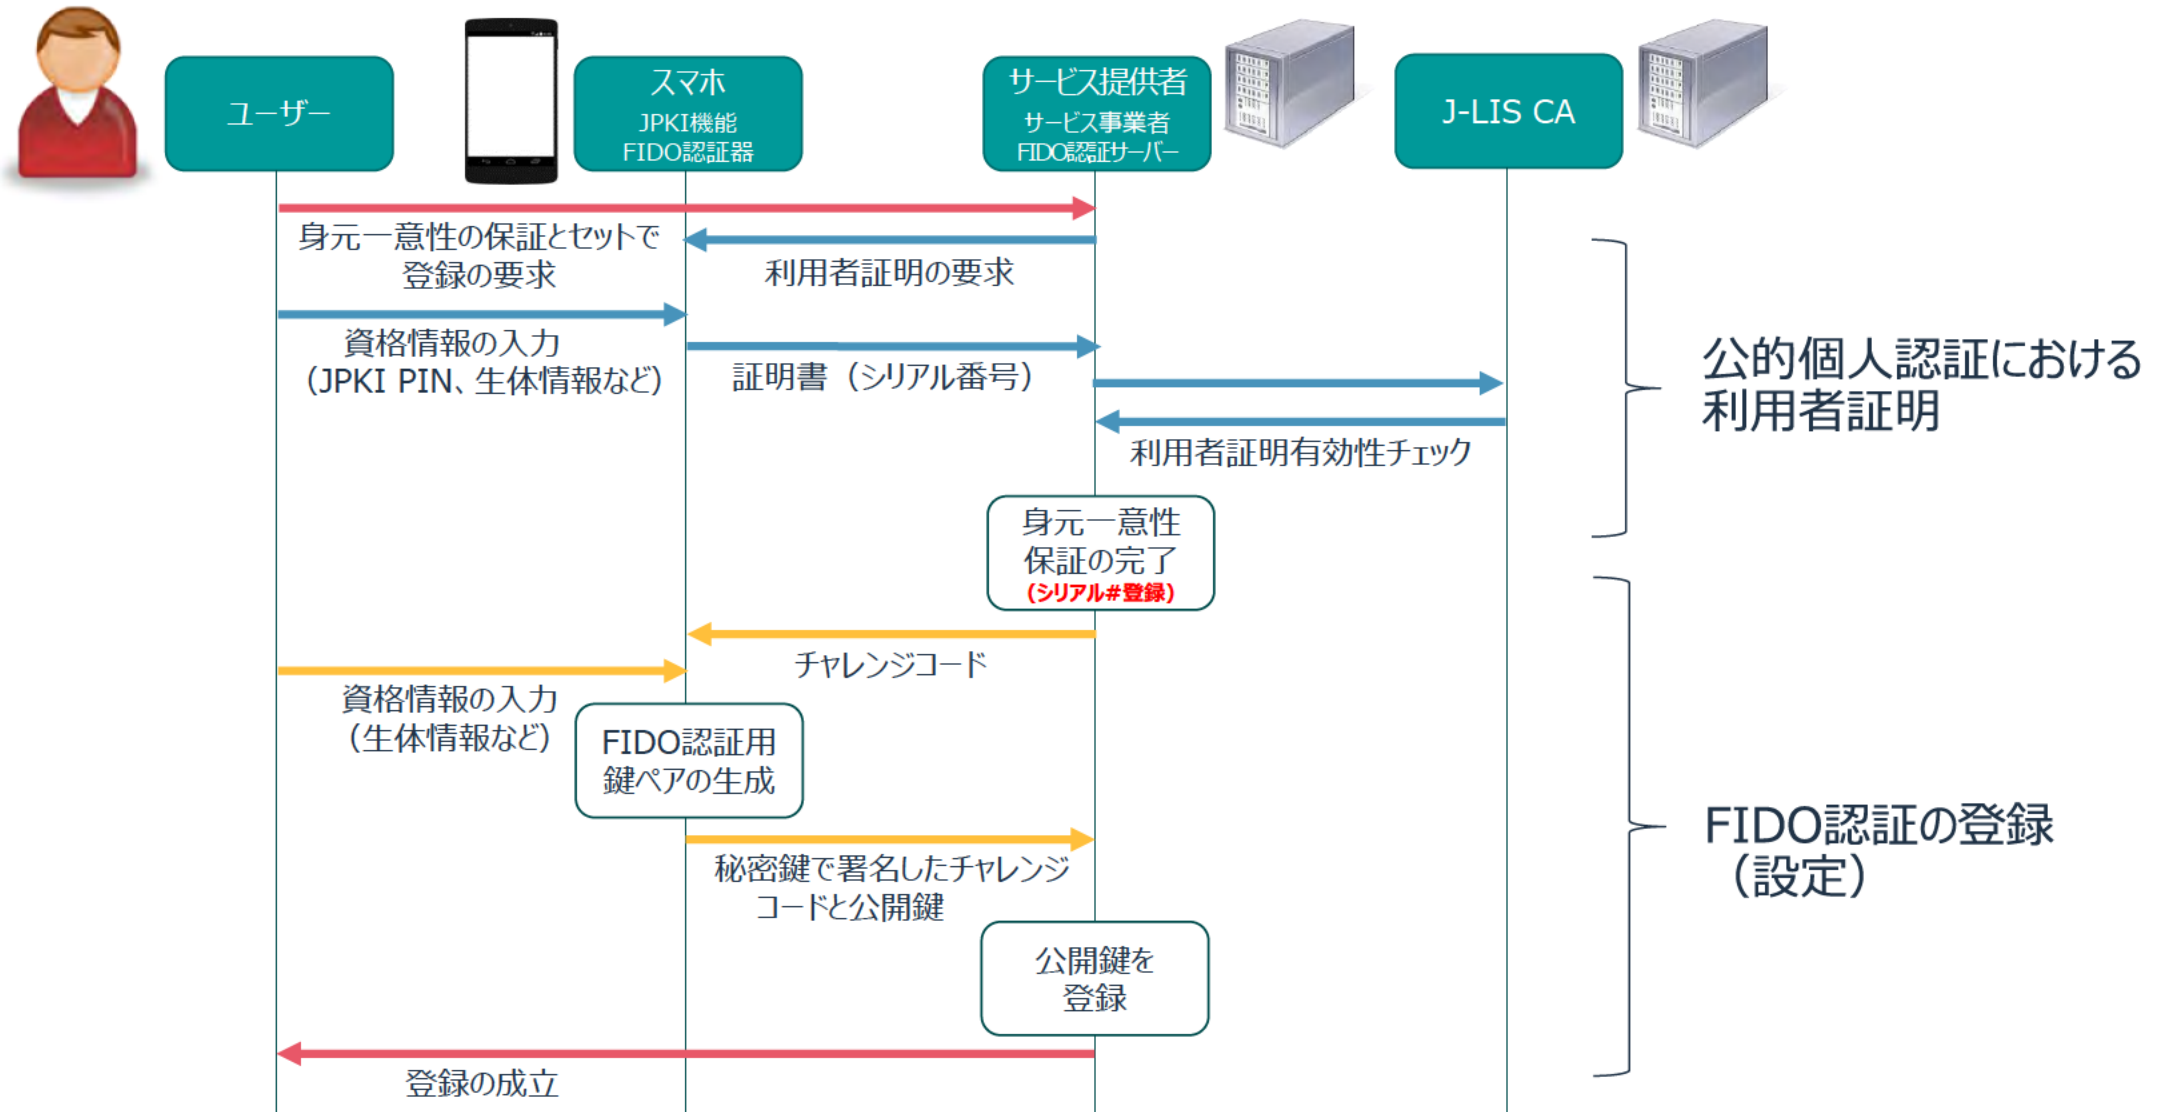 ユーザー
スマホ
JPKI機能
FIDO認証器
サービス提供者
サービス事業者
FIDO認証サーバー
J-LIS CA
身元一意性の保証とセットで
登録の要求
利用者証明の要求
資格情報の入力
（JPKI PIN、生体情報など）
証明書（シリアル番号）
利用者証明有効性チェック
公的個人認証における
利用者証明
身元一意性
保証の完了
（シリアル#登録）
チャレンジコード
資格情報の入力
（生体情報など）
FIDO認証用
鍵ペアの生成
秘密鍵で署名したチャレンジ
コードと公開鍵
FIDO認証の登録
（設定）
公開鍵を
登録
登録の成立